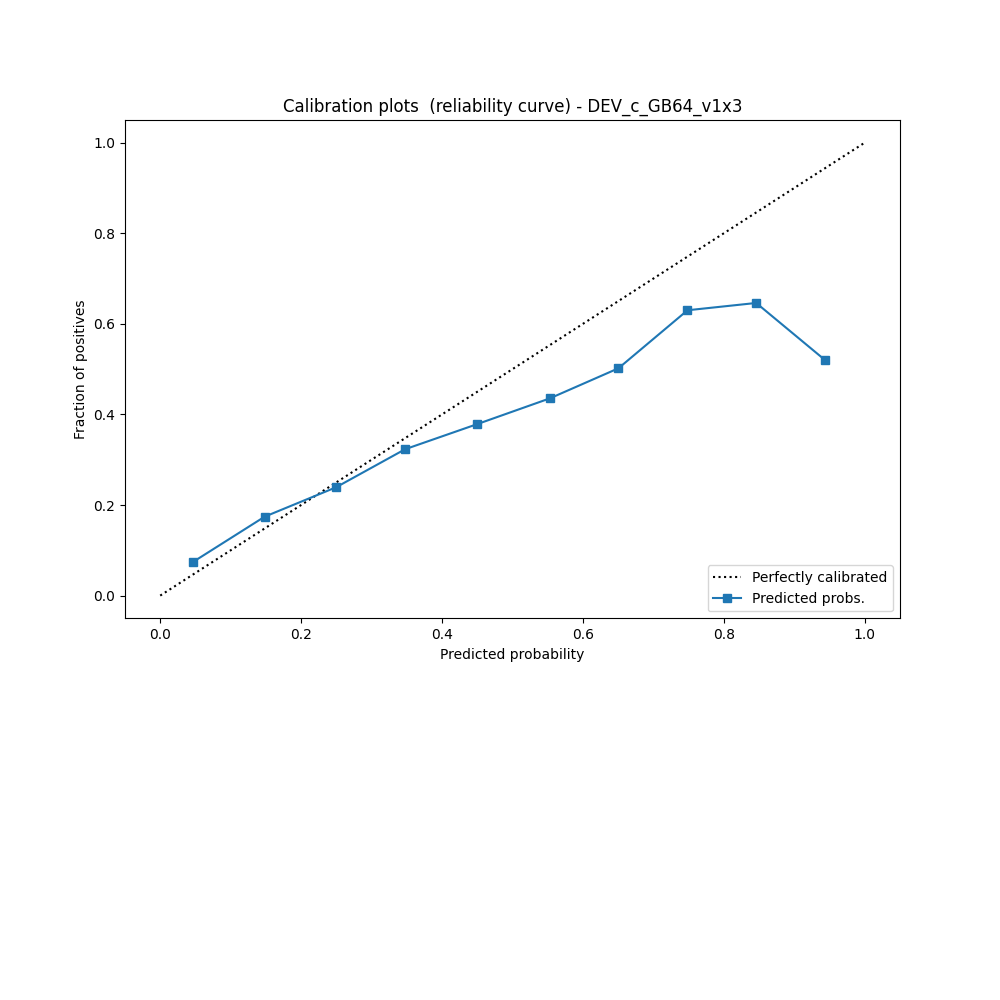 Calibration plots  (reliability curve) - DEV_c_GB64_v1x3
Fraction of positives
1.0
0.8
0.6
0.4
0.2
0.0
Perfectly calibrated
Predicted probs.
0.0 0.2 0.4 0.6 0.8 1.0
Predicted probability